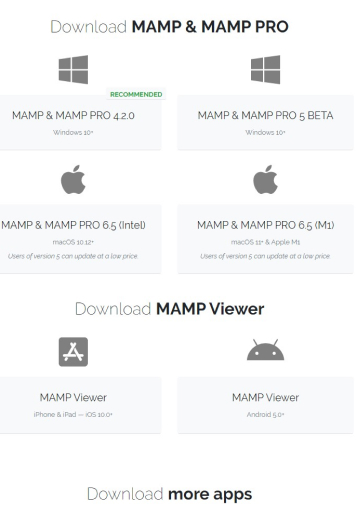 Download MAMP & MAMP PRO
RECOMMENDED
MAMP & MAMP PRO 4.2.0
Windows 10+
MAMP & MAMP PRO 5 BETA
Windows 10+
MAMP & MAMP PRO 6.5 (Intel)
macOS 10.12+
Users of version 5 can update at a low price.
MAMP & MAMP PRO 6.5 (M1)
macOS 11+ & Apple M1
Users of version 5 can update at a low price.
Download MAMP Viewer
MAMP Viewer
iPhone & iPad — iOS 10.0+
MAMP Viewer
Android 5.0+
Download more apps